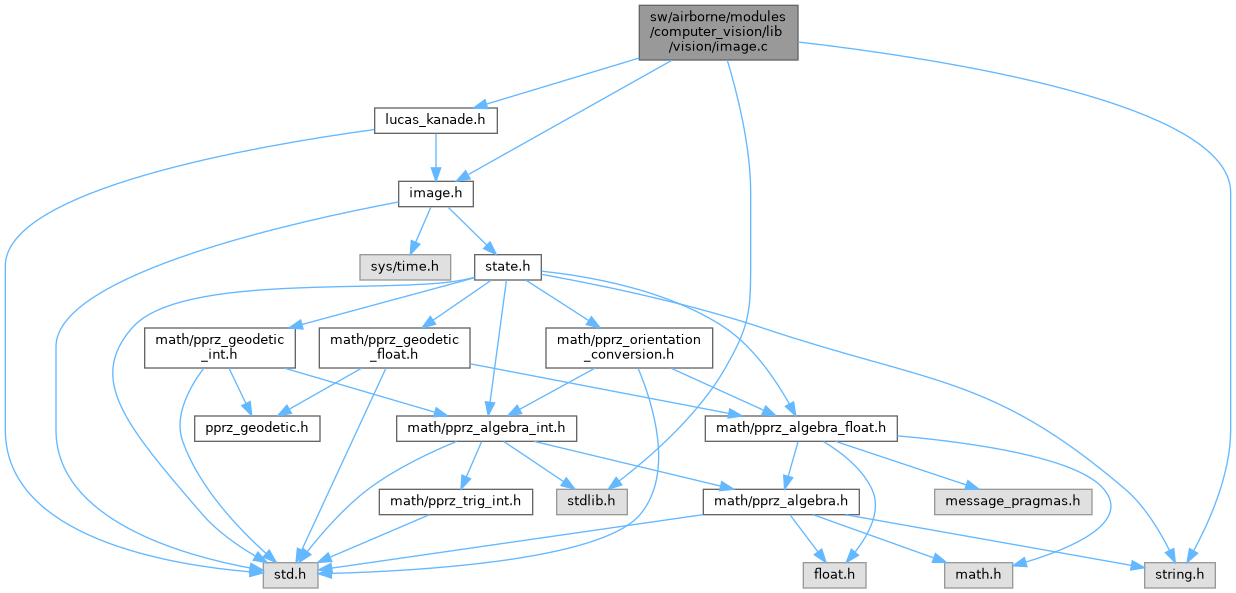 sw/airborne/modules
/computer_vision/lib
/vision/image.c
lucas_kanade.h
image.h
sys/time.h
state.h
math/pprz_geodetic
_int.h
math/pprz_geodetic
_float.h
math/pprz_orientation
_conversion.h
pprz_geodetic.h
math/pprz_algebra_int.h
math/pprz_algebra_float.h
math/pprz_trig_int.h
stdlib.h
math/pprz_algebra.h
message_pragmas.h
std.h
float.h
math.h
string.h